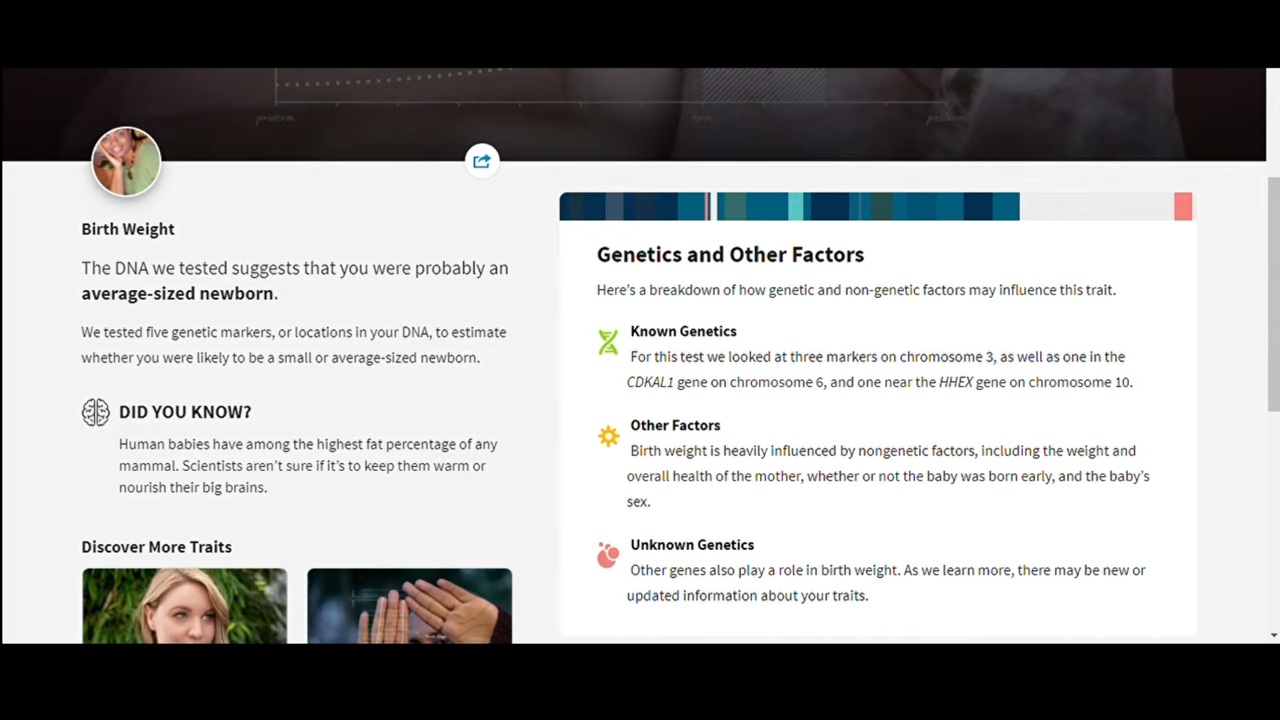 preterm
term
Birth Weight
The DNA we tested suggests that you were probably an
average-sized newborn.
We tested five genetic markers, or locations in your DNA, to estimate
whether you were likely to be a small or average-sized newborn.
DID YOU KNOW?
Human babies have among the highest fat percentage of any
mammal. Scientists aren't sure if it's to keep them warm or
nourish their big brains.
Discover More Traits
Genetics and Other Factors
Here's a breakdown of how genetic and non-genetic factors may influence this trait.
Known Genetics
For this test we looked at three markers on chromosome 3, as well as one in the
CDKAL1 gene on chromosome 6, and one near the HHEX gene on chromosome 10.
Other Factors
Birth weight is heavily influenced by nongenetic factors, including the weight and
overall health of the mother, whether or not the baby was born early, and the baby's
sex.
Unknown Genetics
Other genes also play a role in birth weight. As we learn more, there may be new or
updated information about your traits.